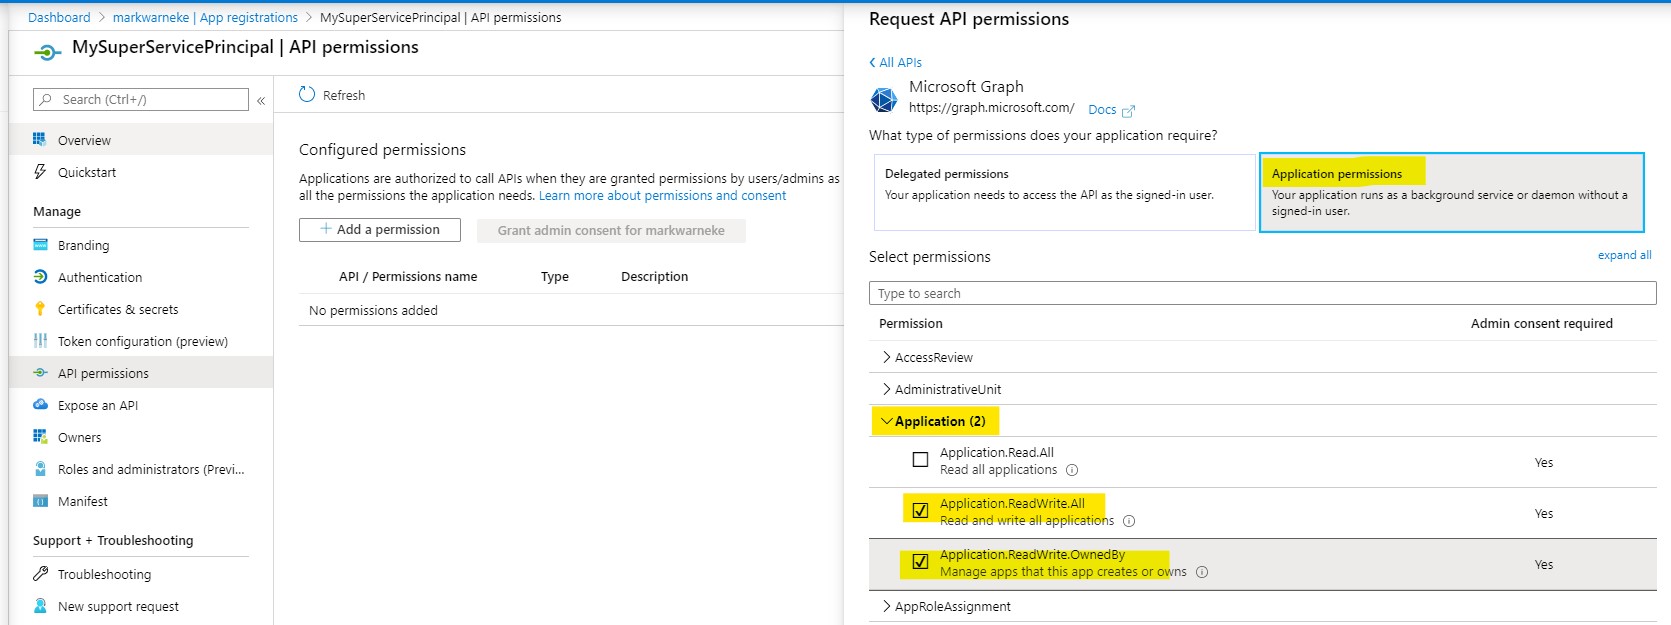 Dashboard > markwarneke | App registrations > MySuperServicePrincipal | API permissions
MySuperServicePrincipal | API permissions
Search (Ctrl+/)
«
Overview
Quickstart
Manage
Branding
Authentication
Certificates & secrets
Token configuration (preview)
API permissions
Expose an API
Owners
Roles and administrators (Previ...
Manifest
Support + Troubleshooting
Troubleshooting
New support request
Refresh
Configured permissions
Applications are authorized to call APIs when they are granted permissions by users/admins as
all the permissions the application needs. Learn more about permissions and consent
+ Add a permission
Grant admin consent for markwarneke
API / Permissions name Type Description
No permissions added
Request API permissions
< All APIs
Microsoft Graph
https://graph.microsoft.com/ Docs
What type of permissions does your application require?
Delegated permissions
Your application needs to access the API as the signed-in user.
Application permissions
Your application runs as a background service or daemon without a
signed-in user.
Select permissions
expand all
Type to search
Permission Admin consent required
AccessReview
AdministrativeUnit
Application (2)
Application.Read.All
Read all applications
Yes
Application.ReadWrite.All
Read and write all applications
Yes
Application.ReadWrite.OwnedBy
Manage apps that this app creates or owns
Yes
AppRoleAssignment